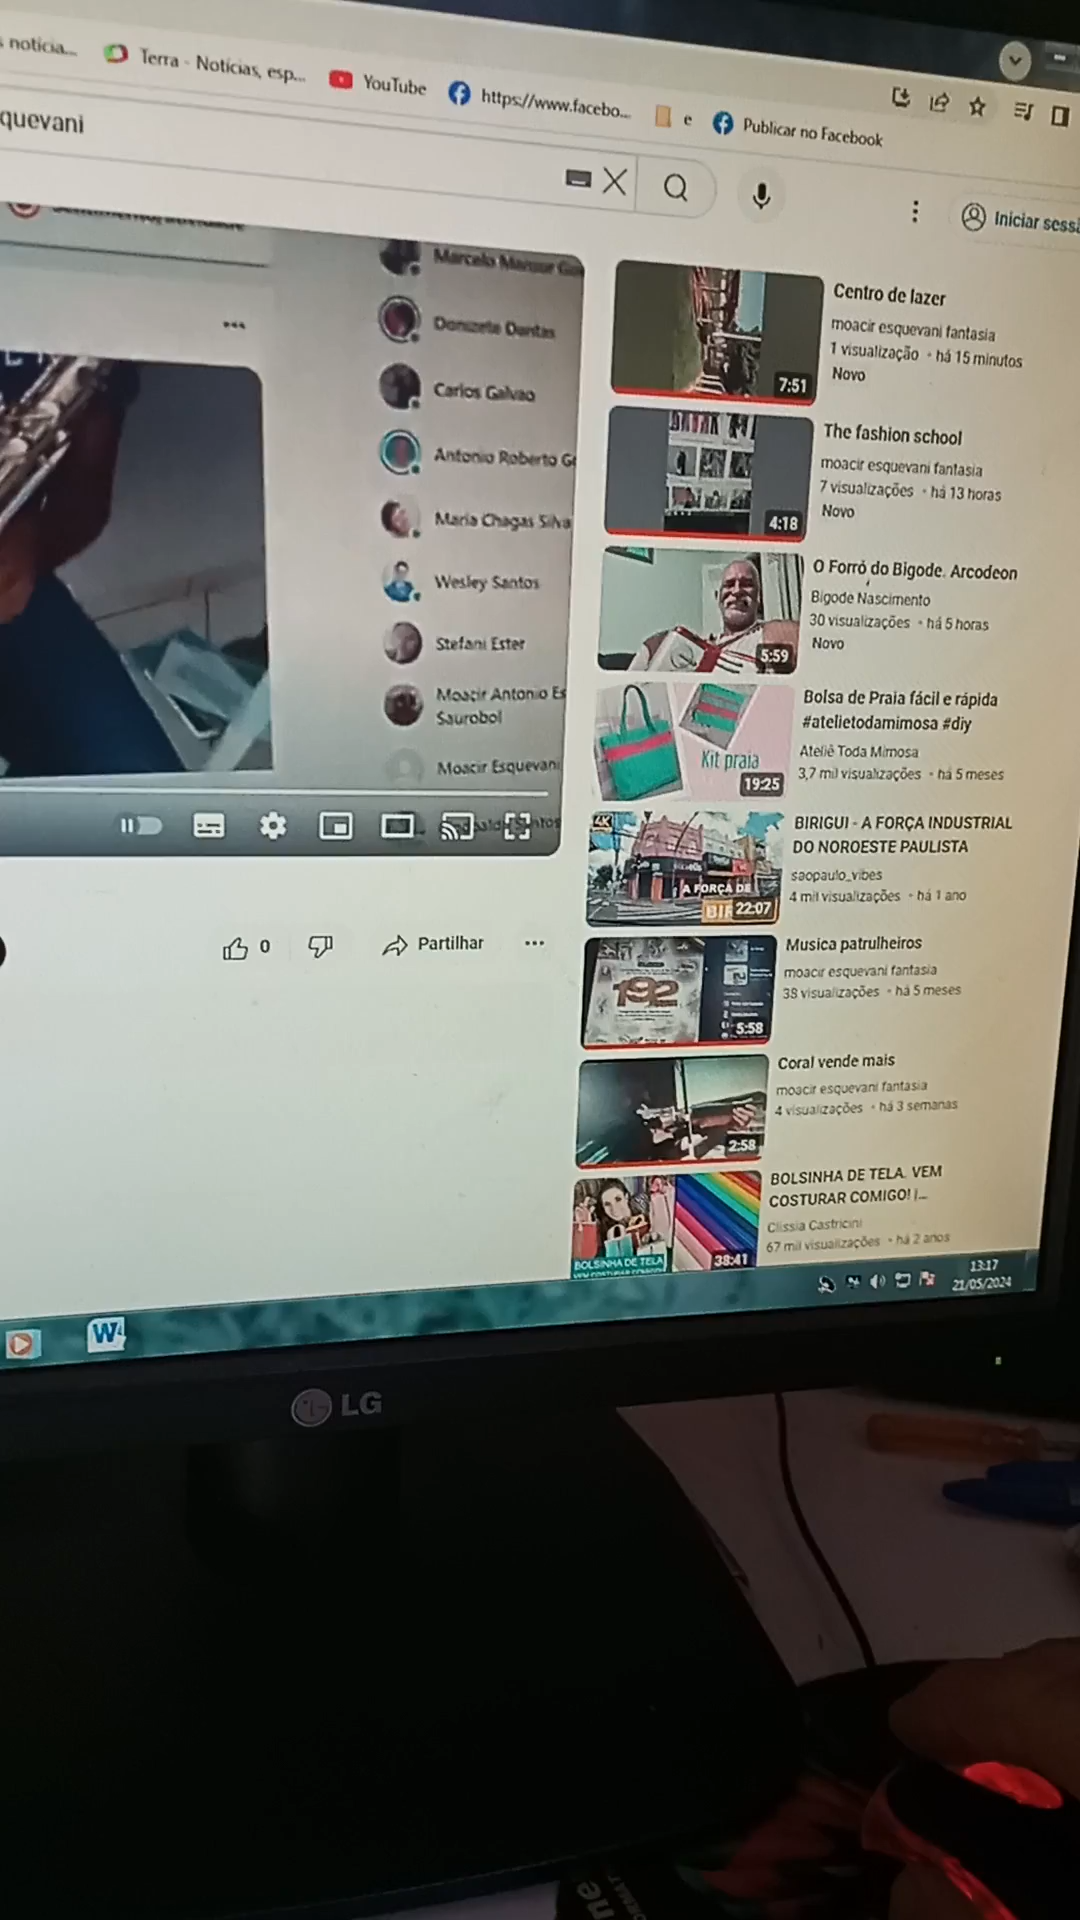 notícia...
Terra - Notícias, esp...
YouTube
https://www.facebo...
e
Publicar no Facebook
quevani
Iniciar sessã
Marcelo Mansur
Donizete Dantas
Carlos Galvao
Antonio Roberto G
Maria Chagas Silva
Wesley Santos
Stefani Ester
Moacir Antonio Es
Saurobol
Moacir Esquevani
0
Partilhar
...
7:51
Centro de lazer
moacir esquevani fantasia
1 visualização • há 15 minutos
Novo
4:18
The fashion school
moacir esquevani fantasia
7 visualizações • há 13 horas
Novo
5:59
O Forró do Bigode. Arcodeon
Bigode Nascimento
30 visualizações • há 5 horas
Novo
Kit praia
19:25
Bolsa de Praia fácil e rápida
#atelietodamimosa #diy
Ateliê Toda Mimosa
3,7 mil visualizações • há 5 meses
4K
A FORÇA DE
BIR
22:07
BIRIGUI - A FORÇA INDUSTRIAL
DO NOROESTE PAULISTA
saopaulo_vibes
4 mil visualizações • há 1 ano
192
5:58
Musica patrulheiros
moacir esquevani fantasia
38 visualizações • há 5 meses
2:58
Coral vende mais
moacir esquevani fantasia
4 visualizações • há 3 semanas
BOLSINHA DE TELA
38:41
BOLSINHA DE TELA. VEM
COSTURAR COMIGO! |...
Clissia Castricini
67 mil visualizações • há 2 anos
13:17
21/05/2024
W
LG
ne